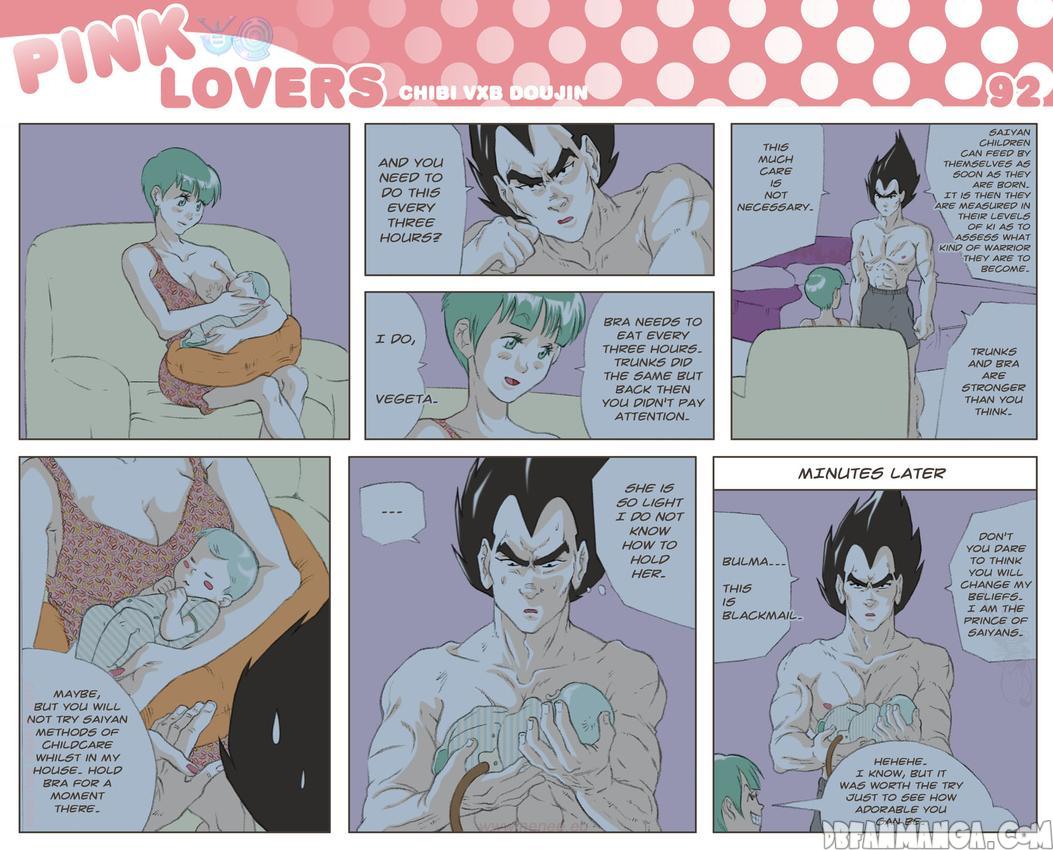 PINK
LOVERS
CHIBI VXB DOUJIN
92
AND YOU
NEED TO
DO THIS
EVERY
THREE
HOURS?
I DO,
VEGETA.
BRA NEEDS TO
EAT EVERY
THREE HOURS.
TRUNKS DID
THE SAME BUT
BACK THEN
YOU DIDN'T PAY
ATTENTION.
THIS
MUCH
CARE
IS
NOT
NECESSARY.
SAIYAN
CHILDREN
CAN FEED BY
THEMSELVES AS
SOON AS THEY
ARE BORN.
IT IS THEN THEY
ARE MEASURED IN
THEIR LEVELS
OF KI AS TO
ASSESS WHAT
KIND OF WARRIOR
THEY ARE TO
BECOME.
TRUNKS
AND BRA
ARE
STRONGER
THAN YOU
THINK.
MAYBE,
BUT YOU WILL
NOT TRY SAIYAN
METHODS OF
CHILDCARE
WHILST IN MY
HOUSE. HOLD
BRA FOR A
MOMENT
THERE.
---
SHE IS
SO LIGHT
I DO NOT
KNOW
HOW TO
HOLD
HER.
MINUTES LATER
BULMA...
THIS
IS
BLACKMAIL.
DON'T
YOU DARE
TO THINK
YOU WILL
CHANGE MY
BELIEFS.
I AM THE
PRINCE OF
SAIYANS.
HEHEHE.
I KNOW, BUT IT
WAS WORTH THE TRY
JUST TO SEE HOW
ADORABLE YOU
CAN BE.
DBFANMANGA.COM